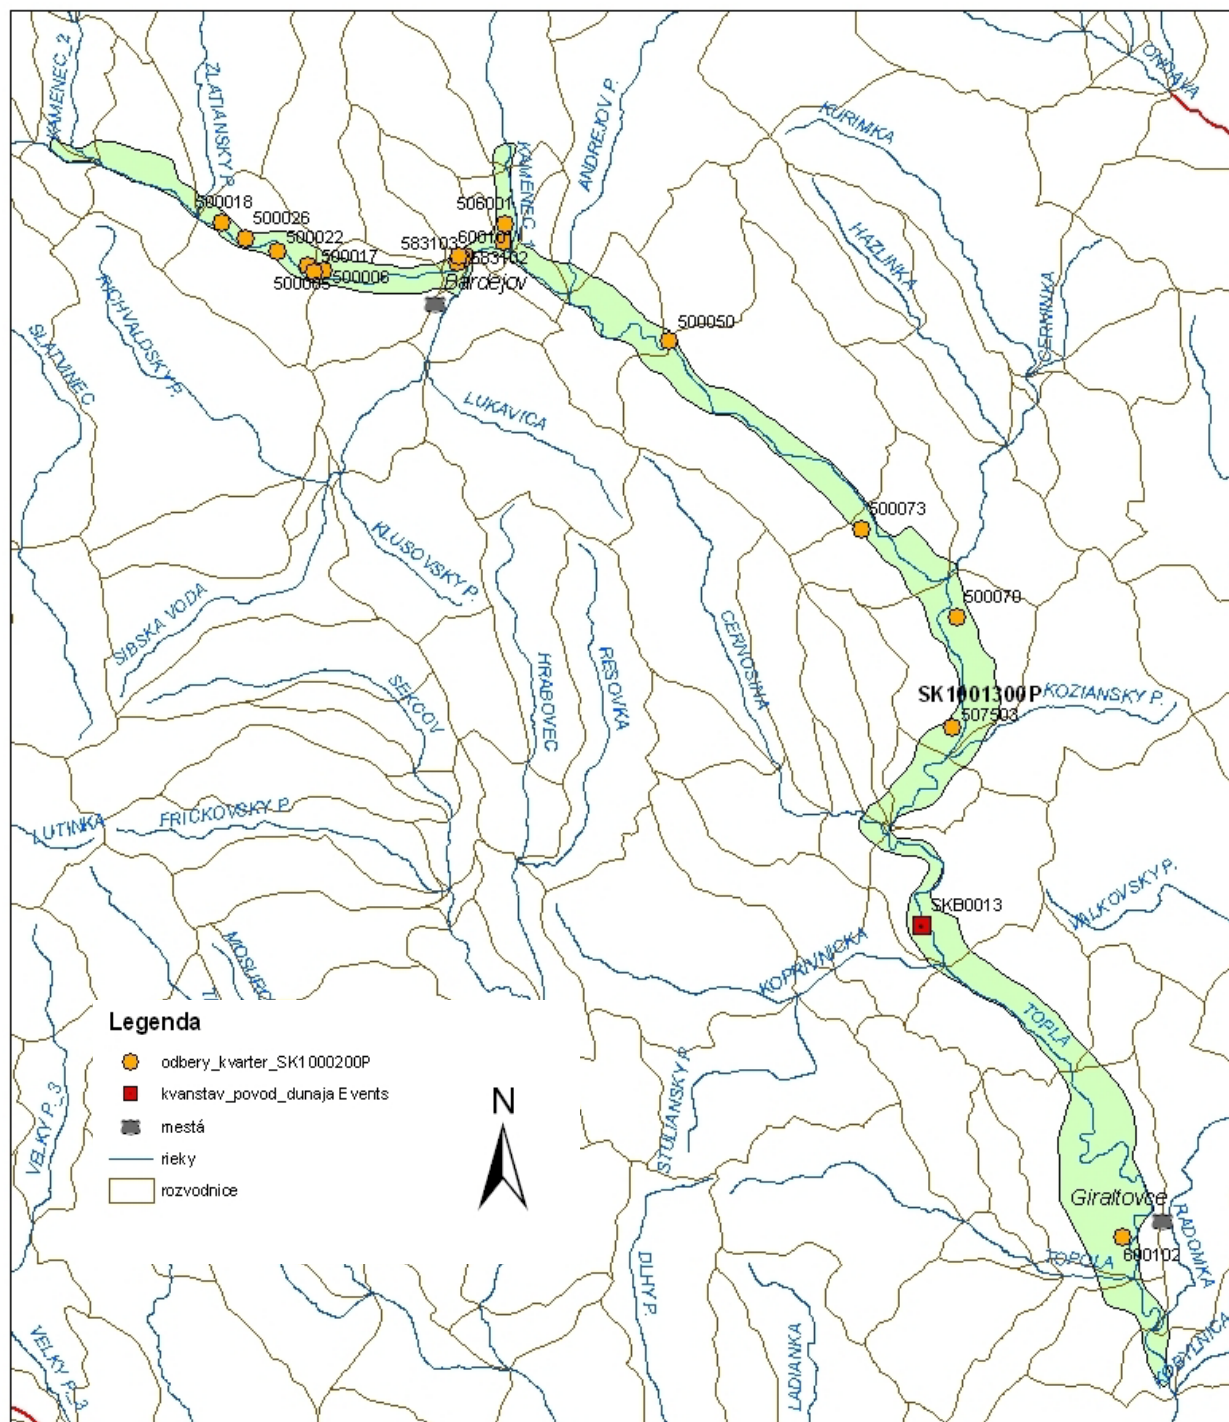 KAMENEC_2
ZLATIANSKY P.
ANDREJOV P.
ONDAVA
KURIMKA
KAMENEC_1
500018
500026
500022
500017
500005
500006
506001
583103
600101
583102
Bardejov
HAZLINKA
CERNINKA
RICHVALDSKY P.
SLATVINEC
500050
LUKAVICA
500073
KLUSOVSKY P.
SIBSKA VODA
500070
CERNOSINA
HRABOVEC
RESOVKA
SEKCOV
SK1001300P
KOZIANSKY P.
507503
FRICKOVSKY P.
LUTINKA
VALKOVSKY P.
SKB0013
KOPRIVNICKA
TOPLA
Legenda
odbery_kvarter_SK1000200P
kvanstav_povod_dunaja Events
mestá
rieky
rozvodnice
N
STULIANSKY P.
VELKY P._3
Giraltovce
RADOMKA
600102
TOPOLA
DLHY P.
LADIANKA
KOBYLNICA
VELKY P._3